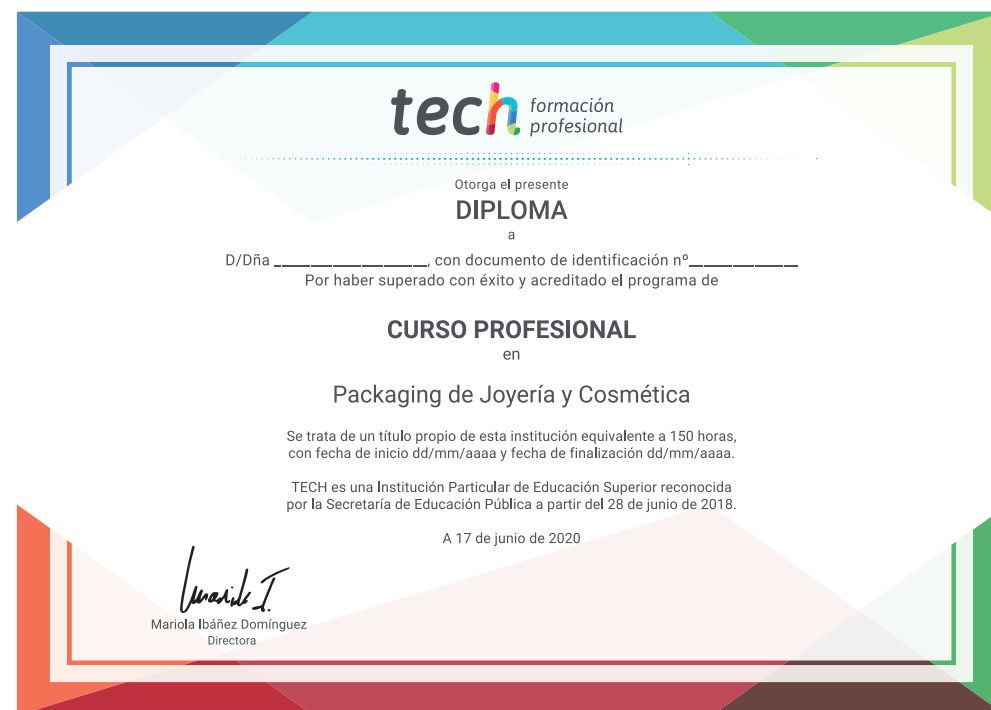 tech formación
profesional
Otorga el presente
DIPLOMA
a
D/Dña ____________________, con documento de identificación nº______________
Por haber superado con éxito y acreditado el programa de
CURSO PROFESIONAL
en
Packaging de Joyería y Cosmética
Se trata de un título propio de esta institución equivalente a 150 horas,
con fecha de inicio dd/mm/aaaa y fecha de finalización dd/mm/aaaa.
TECH es una Institución Particular de Educación Superior reconocida
por la Secretaría de Educación Pública a partir del 28 de junio de 2018.
A 17 de junio de 2020
Mariola Ibáñez Domínguez
Directora